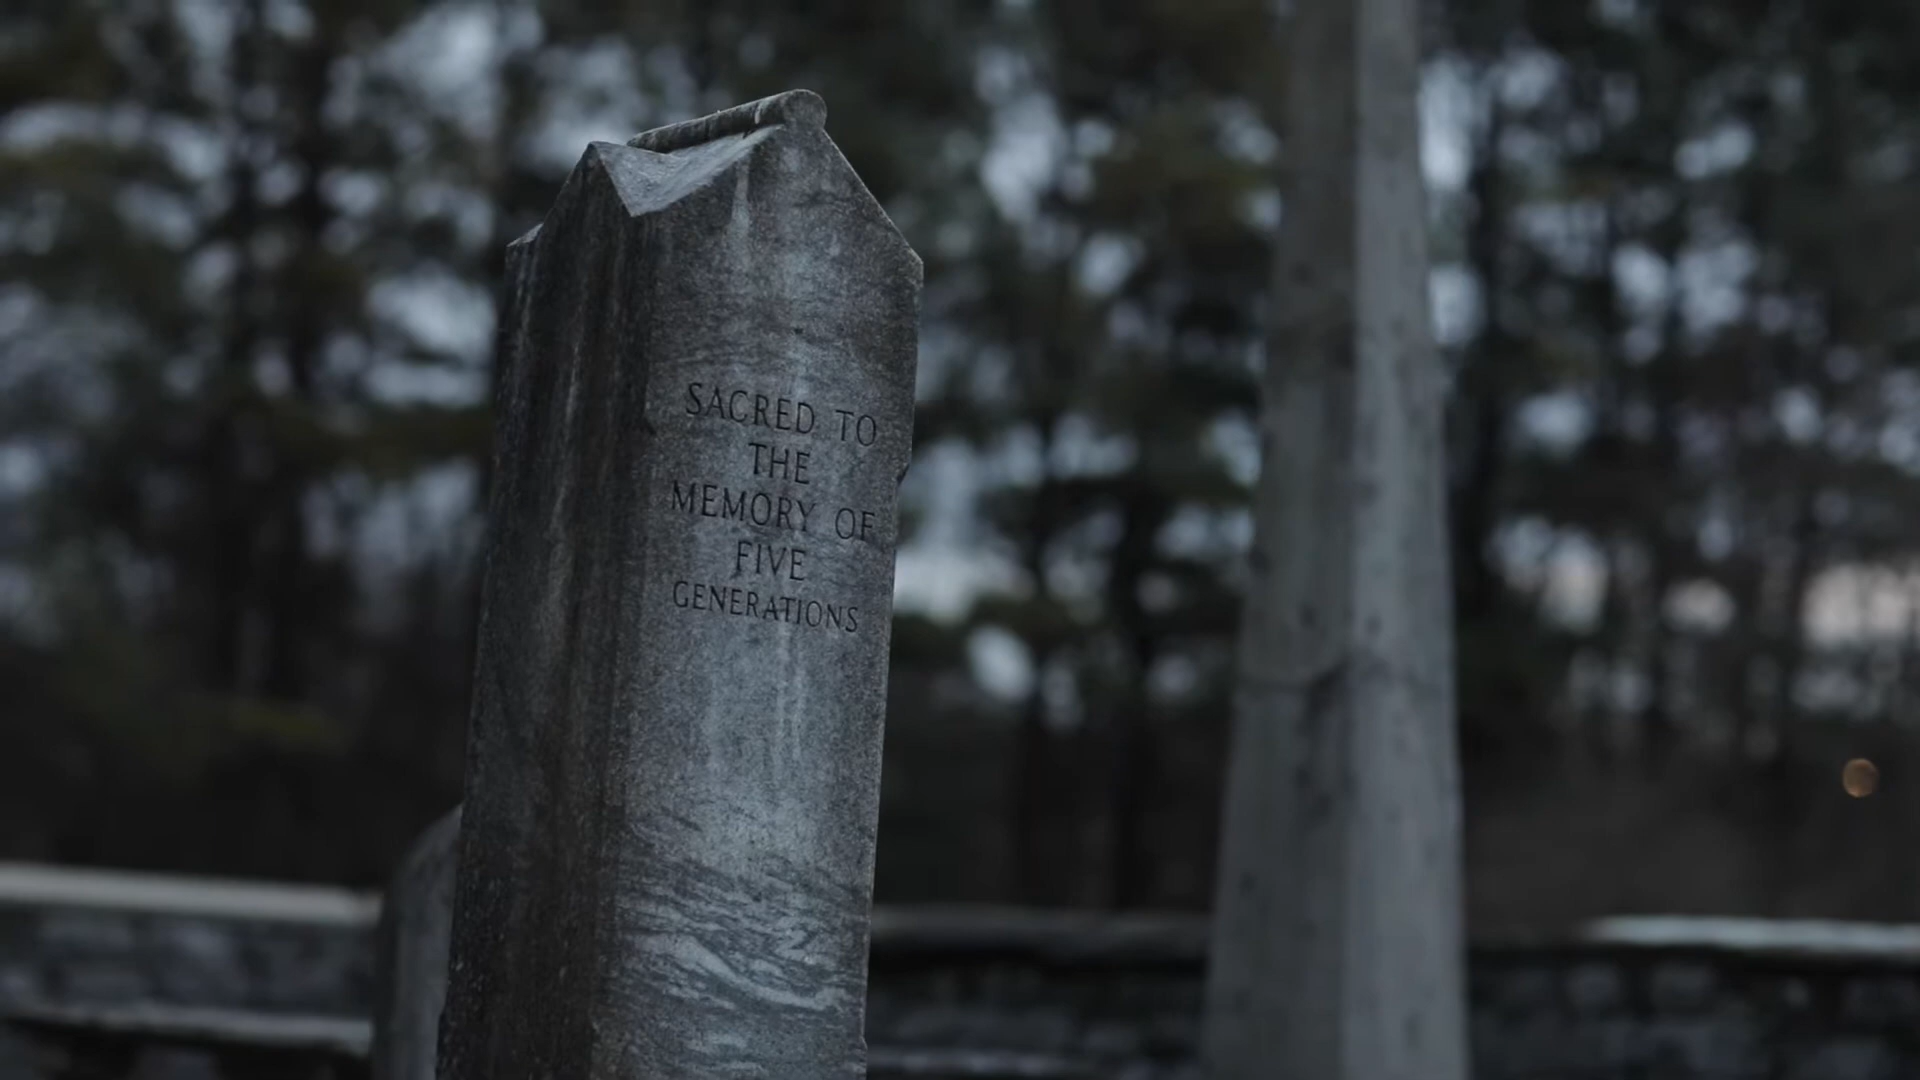 SACRED TO
THE
MEMORY OF
FIVE
GENERATIONS